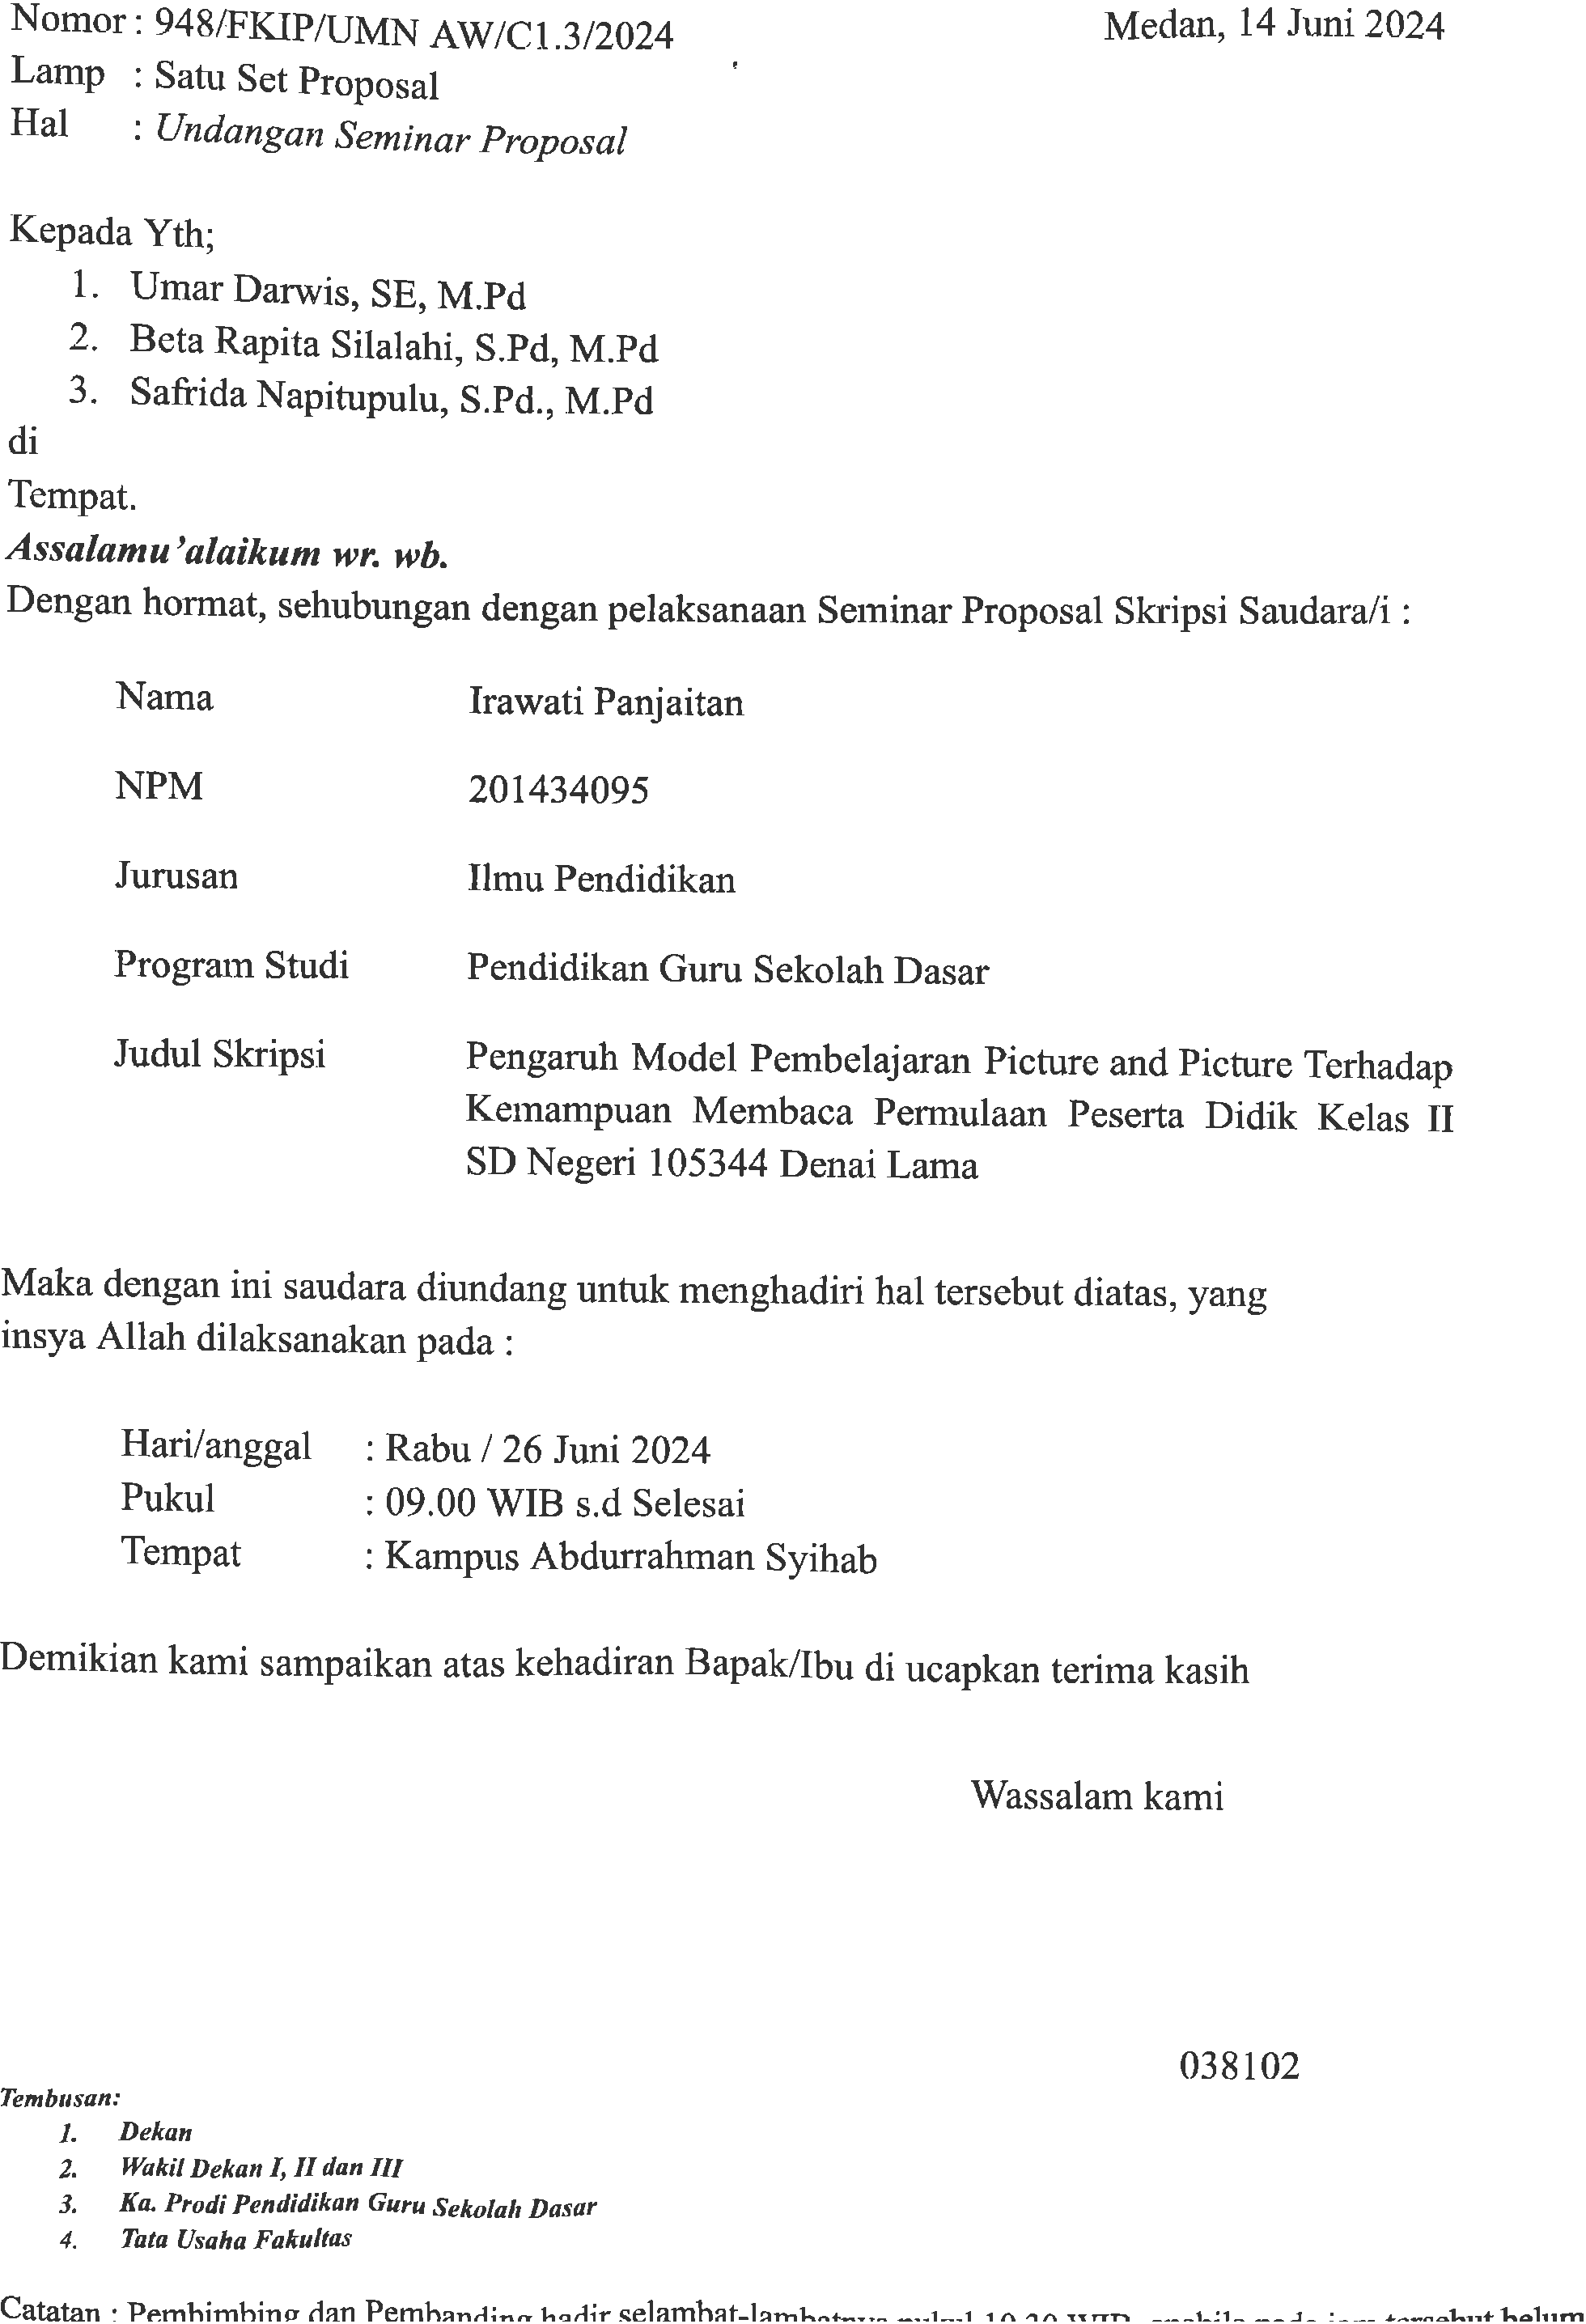 Nomor : 948/FKIP/UMN AW/C1.3/2024 Medan, 14 Juni 2024
Lamp : Satu Set Proposal
Hal : Undangan Seminar Proposal
Kepada Yth;
1. Umar Darwis, SE, M.Pd
2. Beta Rapita Silalahi, S.Pd, M.Pd
3. Safrida Napitupulu, S.Pd., M.Pd
di
Tempat.
Assalamu'alaikum wr. wb.
Dengan hormat, sehubungan dengan pelaksanaan Seminar Proposal Skripsi Saudara/i :
Nama Irawati Panjaitan
NPM 201434095
Jurusan Ilmu Pendidikan
Program Studi Pendidikan Guru Sekolah Dasar
Judul Skripsi Pengaruh Model Pembelajaran Picture and Picture Terhadap
Kemampuan Membaca Permulaan Peserta Didik Kelas II
SD Negeri 105344 Denai Lama
Maka dengan ini saudara diundang untuk menghadiri hal tersebut diatas, yang
insya Allah dilaksanakan pada :
Hari/anggal : Rabu / 26 Juni 2024
Pukul : 09.00 WIB s.d Selesai
Tempat : Kampus Abdurrahman Syihab
Demikian kami sampaikan atas kehadiran Bapak/Ibu di ucapkan terima kasih
Wassalam kami
038102
Tembusan:
1. Dekan
2. Wakil Dekan I, II dan III
3. Ka. Prodi Pendidikan Guru Sekolah Dasar
4. Tata Usaha Fakultas
Catatan : Pembimbing dan Pembanding hadir selambat-lambatnya pukul tersebut belum